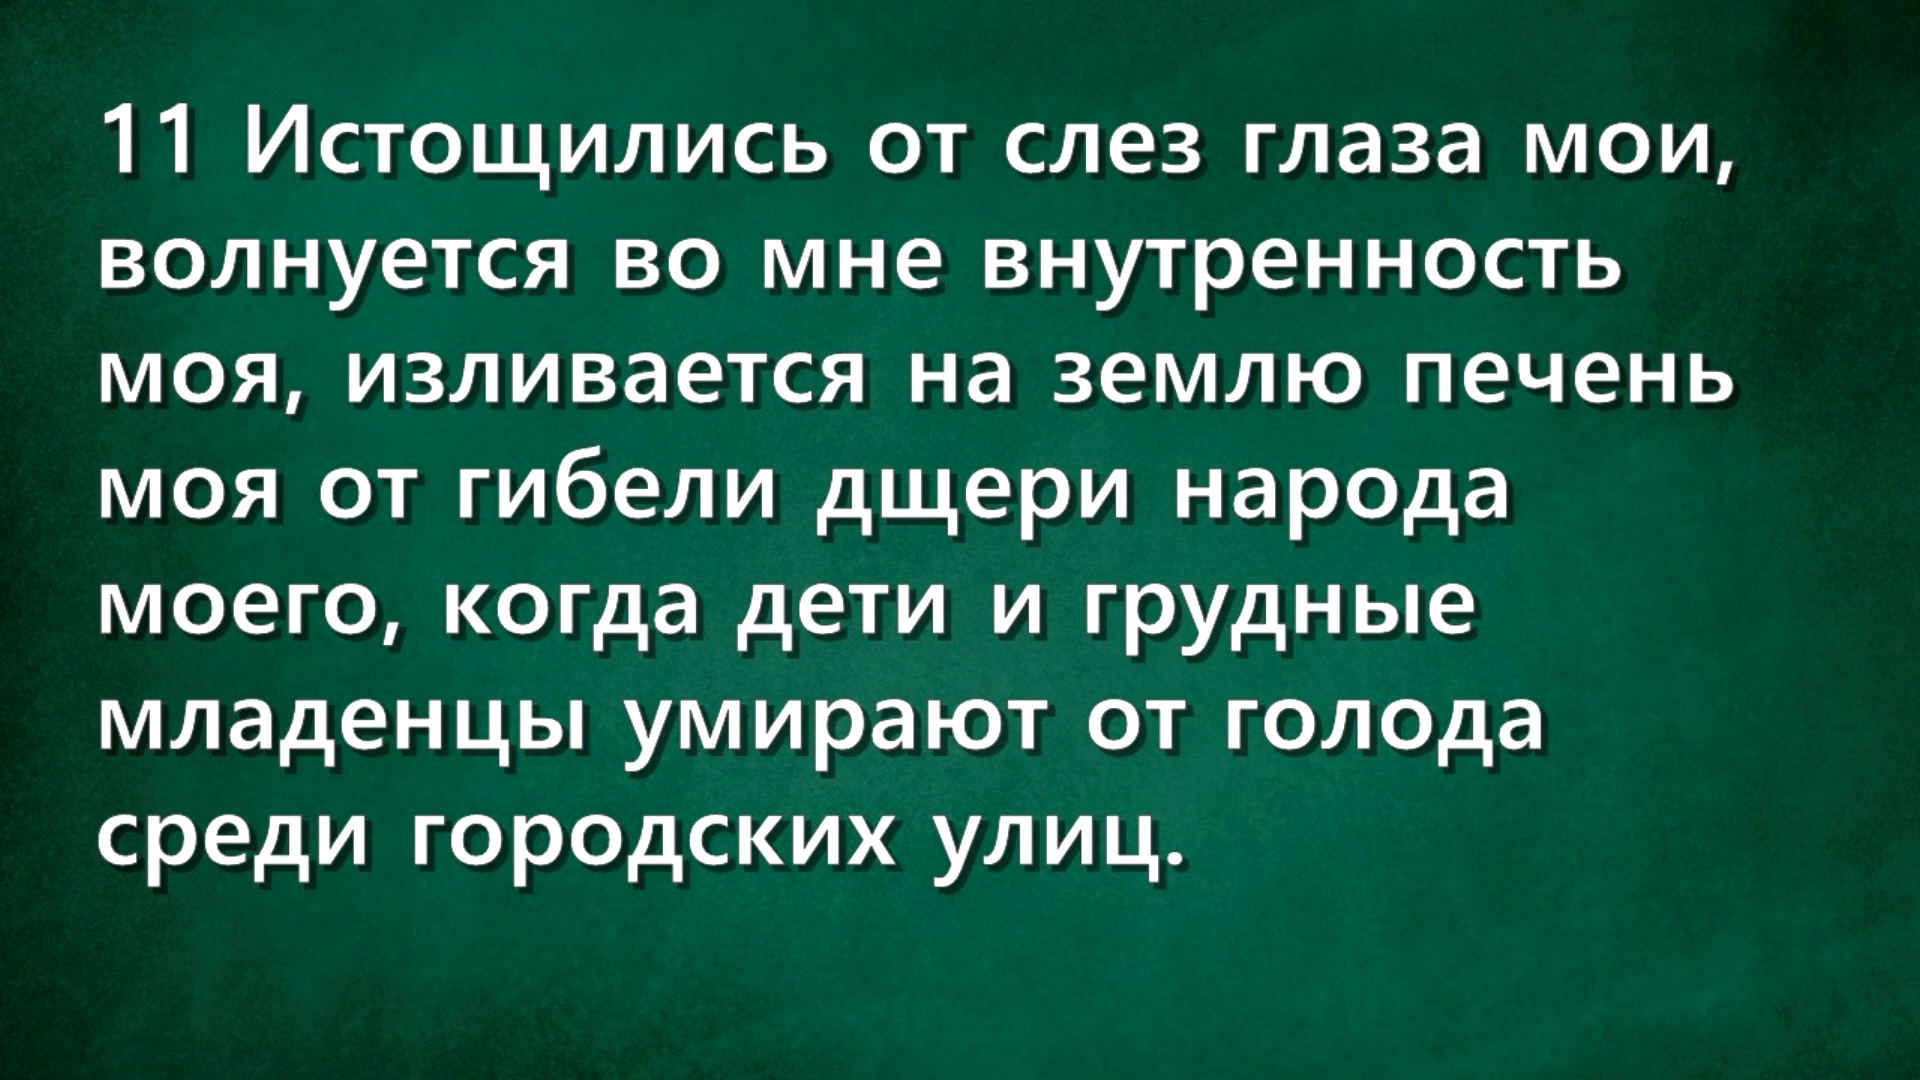 11 Истощились от слез глаза мои,
волнуется во мне внутренность
моя, изливается на землю печень
моя от гибели дщери народа
моего, когда дети и грудные
младенцы умирают от голода
среди городских улиц.